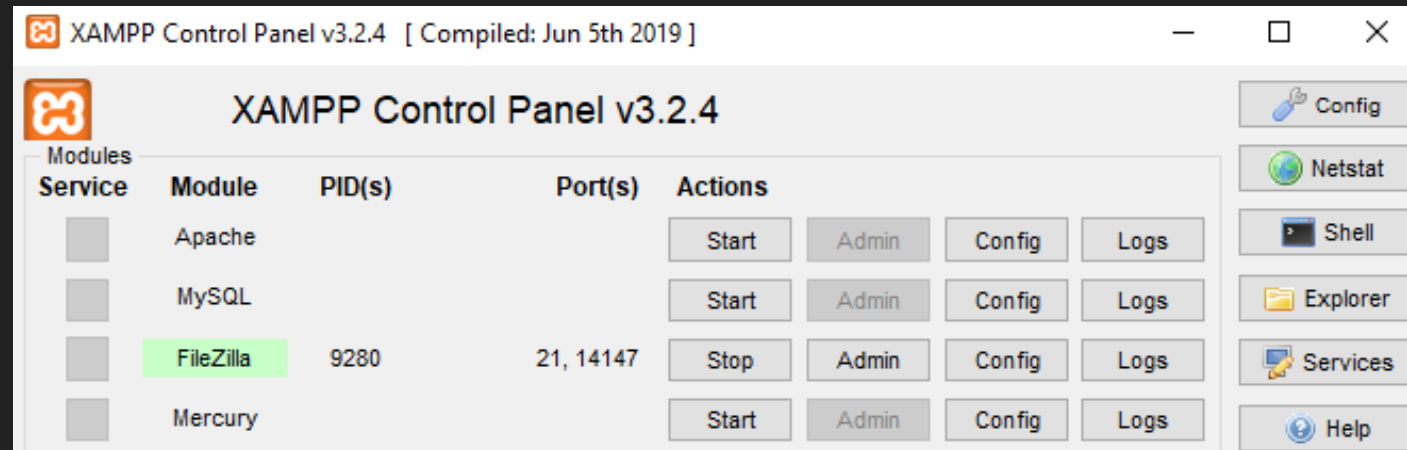 XAMPP Control Panel v3.2.4 [ Compiled: Jun 5th 2019 ]
XAMPP Control Panel v3.2.4
Config
Modules
Netstat
Service Module PID(s) Port(s) Actions
Apache Start Admin Config Logs
Shell
MySQL Start Admin Config Logs
Explorer
FileZilla 9280 21, 14147 Stop Admin Config Logs
Services
Mercury Start Admin Config Logs
Help